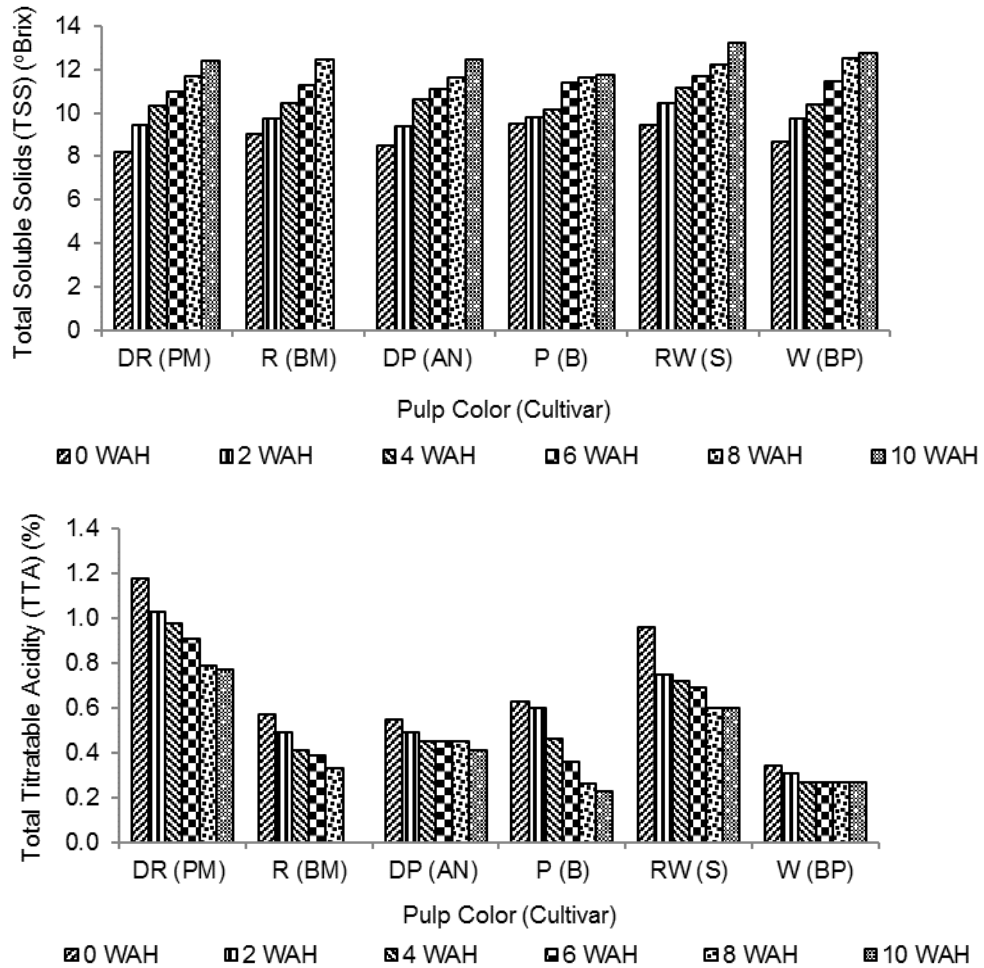 Total Soluble Solids (TSS) (ºBrix)
14
12
10
8
6
4
2
0
DR (PM) R (BM) DP (AN) P (B) RW (S) W (BP)
Pulp Color (Cultivar)
0 WAH 2 WAH 4 WAH 6 WAH 8 WAH 10 WAH
Total Titratable Acidity (TTA) (%)
1.4
1.2
1.0
0.8
0.6
0.4
0.2
0.0
DR (PM) R (BM) DP (AN) P (B) RW (S) W (BP)
Pulp Color (Cultivar)
0 WAH 2 WAH 4 WAH 6 WAH 8 WAH 10 WAH